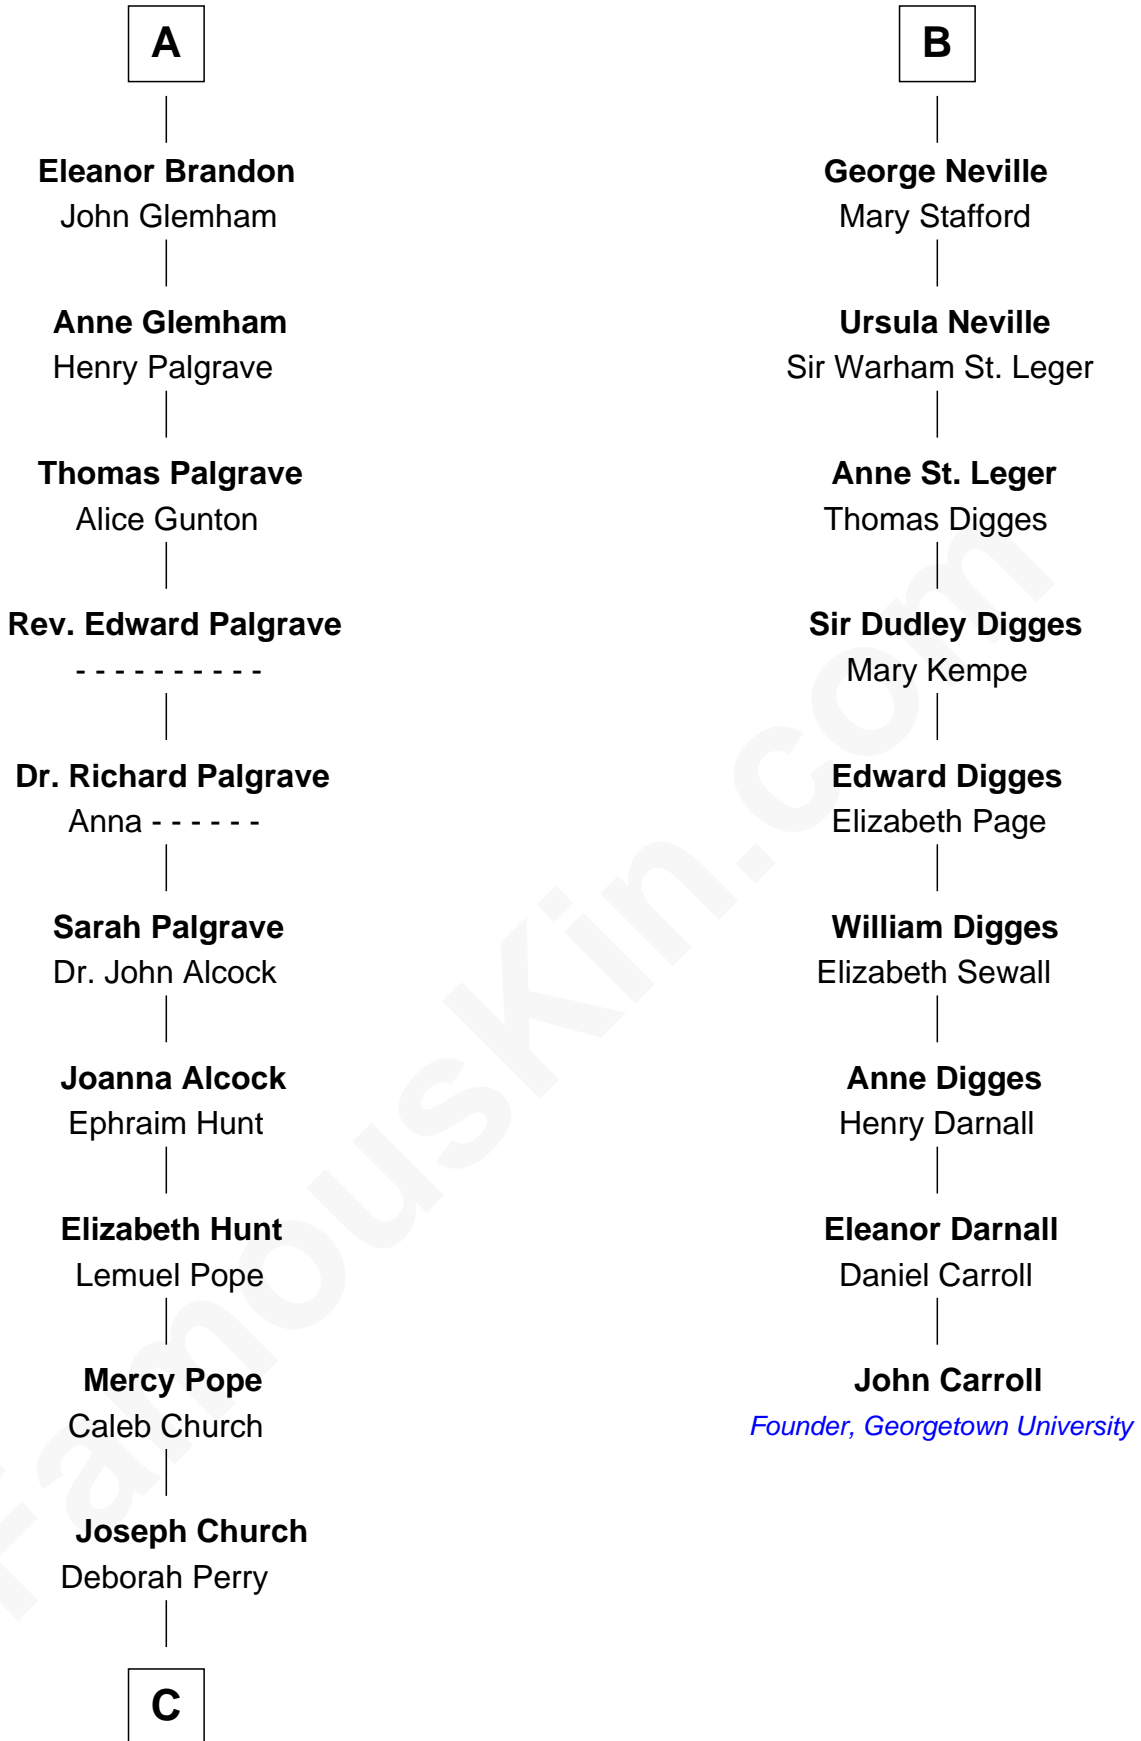 A
Eleanor Brandon
John Glemham
Anne Glemham
Henry Palgrave
Thomas Palgrave
Alice Gunton
Rev. Edward Palgrave
- - - - - - - - - -
Dr. Richard Palgrave
Anna - - - - - -
Sarah Palgrave
Dr. John Alcock
Joanna Alcock
Ephraim Hunt
Elizabeth Hunt
Lemuel Pope
Mercy Pope
Caleb Church
Joseph Church
Deborah Perry
C
B
George Neville
Mary Stafford
Ursula Neville
Sir Warham St. Leger
Anne St. Leger
Thomas Digges
Sir Dudley Digges
Mary Kempe
Edward Digges
Elizabeth Page
William Digges
Elizabeth Sewall
Anne Digges
Henry Darnall
Eleanor Darnall
Daniel Carroll
John Carroll
Founder, Georgetown University
FamousKin.com